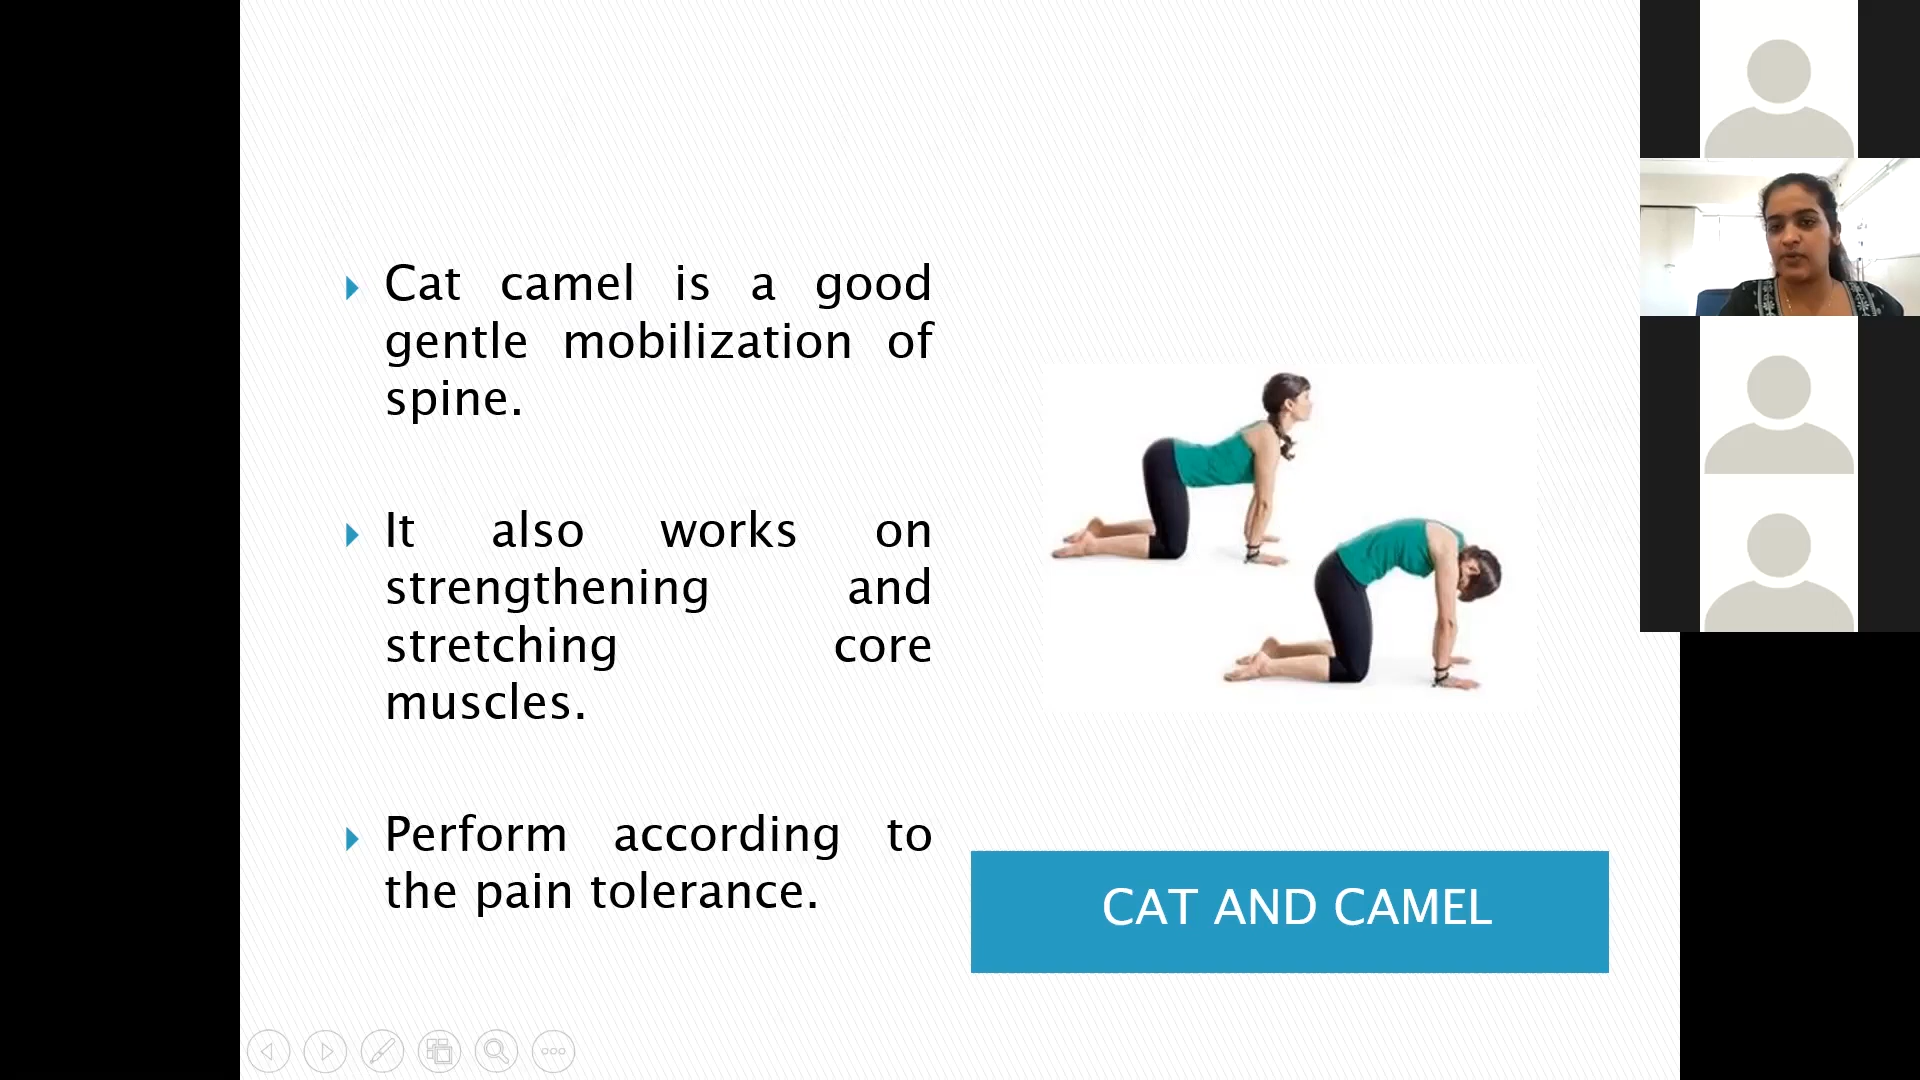 Cat camel is a good
gentle mobilization of
spine.
It also works on
strengthening and
stretching core
muscles.
Perform according to
the pain tolerance.
CAT AND CAMEL